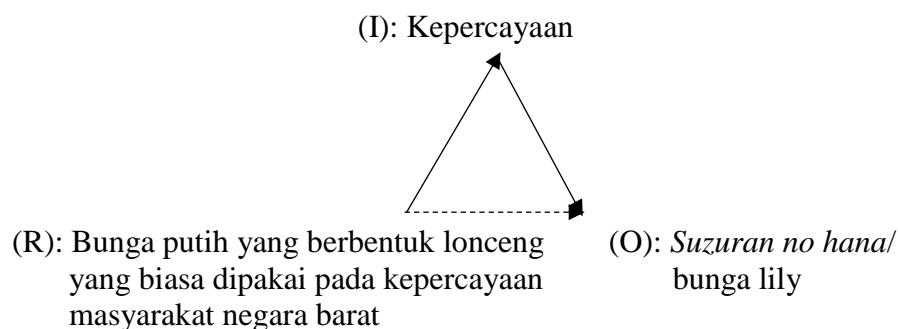 (I): Kepercayaan
(R): Bunga putih yang berbentuk lonceng
yang biasa dipakai pada kepercayaan
masyarakat negara barat
(O): Suzuran no hana/
bunga lily